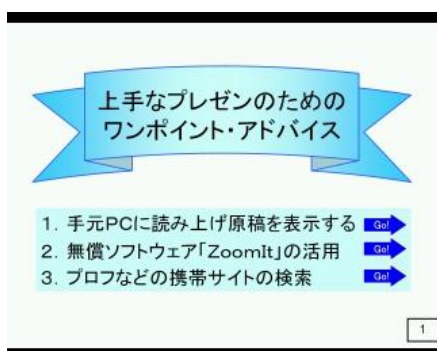 上手なプレゼンのための
ワンポイント・アドバイス
1. 手元PCに読み上げ原稿を表示する Go!
2. 無償ソフトウェア「ZoomIt」の活用 Go!
3. プロフなどの携帯サイトの検索 Go!
1